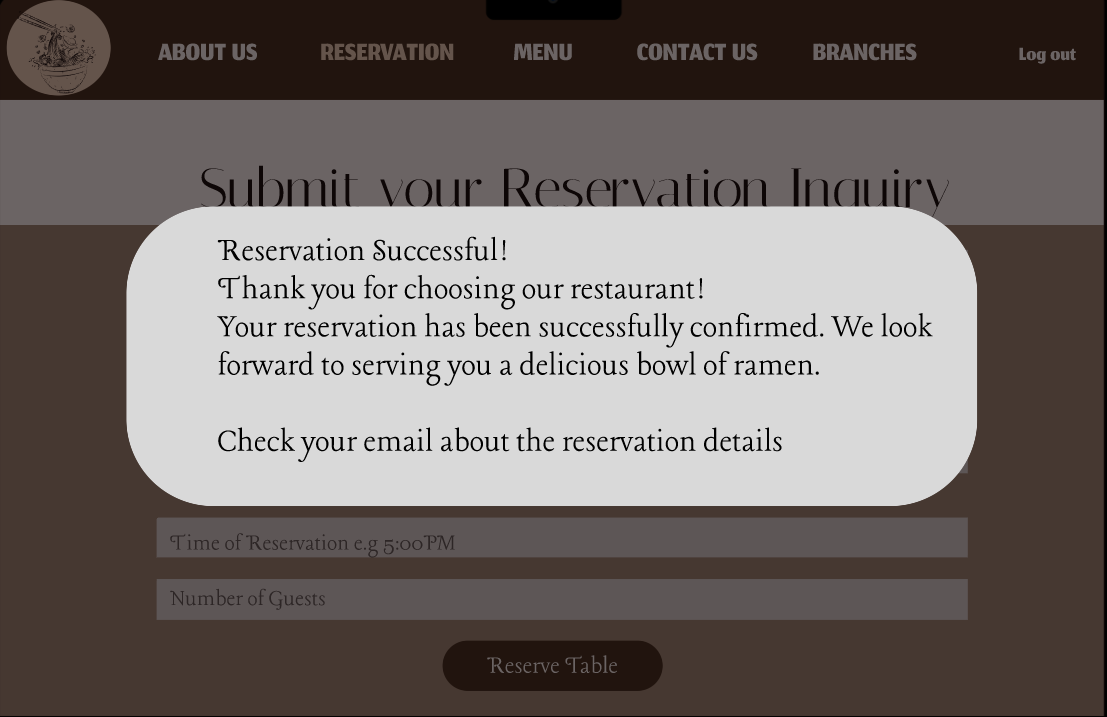 ABOUT US
RESERVATION
MENU
CONTACT US
BRANCHES
Log out
Submit your Reservation Inquiry
Reservation Successful!
Thank you for choosing our restaurant!
Your reservation has been successfully confirmed. We look
forward to serving you a delicious bowl of ramen.
Check your email about the reservation details
Time of Reservation e.g 5:00PM
Number of Guests
Reserve Table